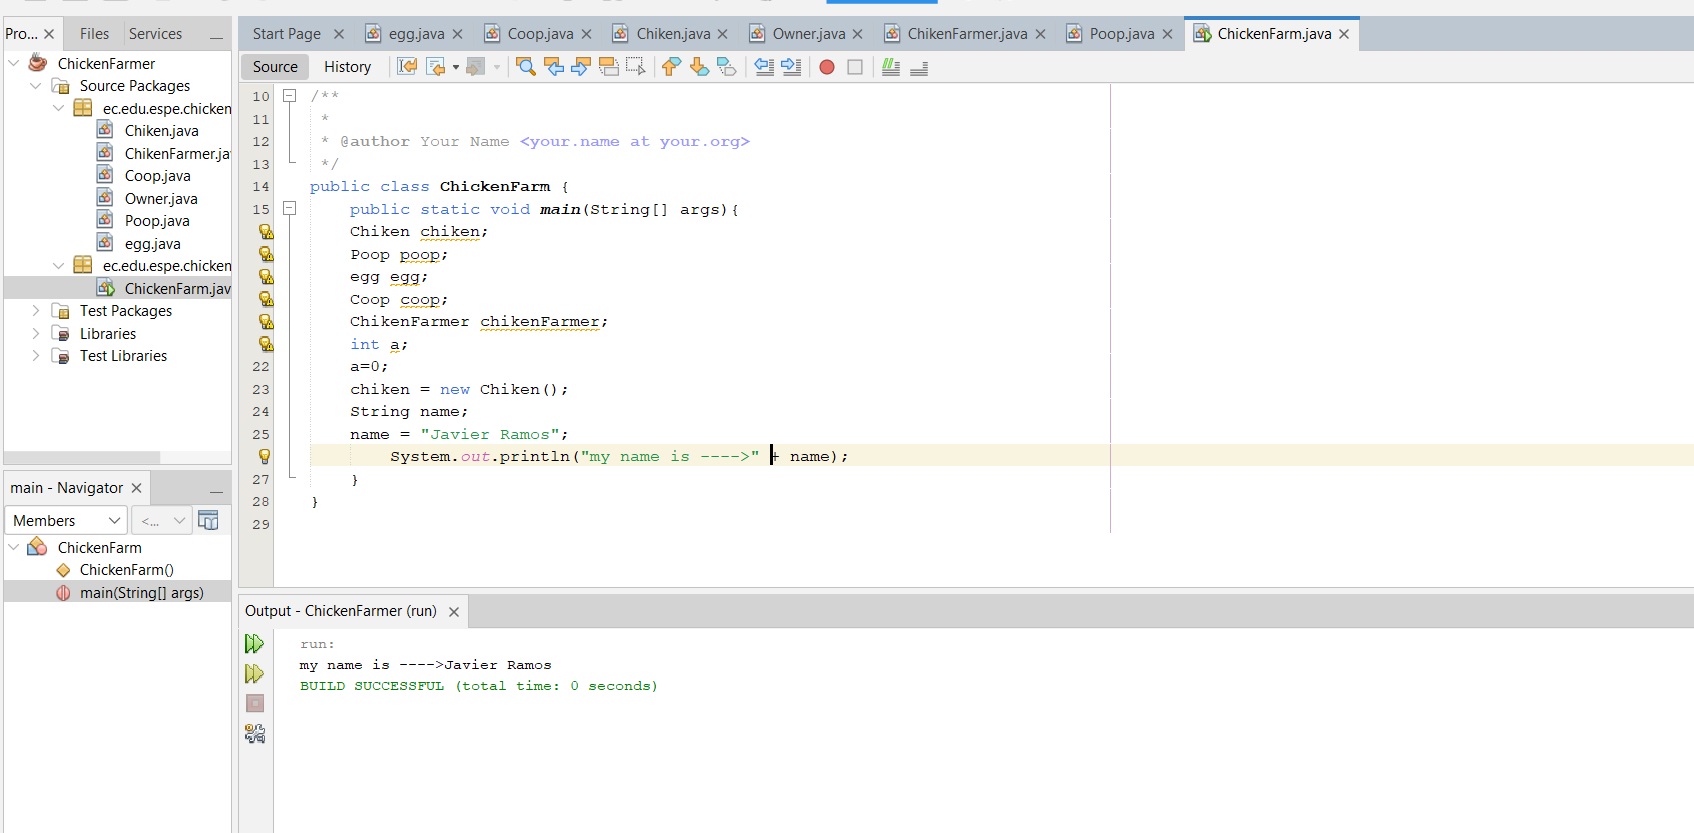 Pro... Files Services
ChickenFarmer
Source Packages
ec.edu.espe.chicken
Chiken.java
ChikenFarmer.ja
Coop.java
Owner.java
Poop.java
egg.java
ec.edu.espe.chicken
ChickenFarm.jav
Test Packages
Libraries
Test Libraries
main - Navigator
Members <...
ChickenFarm
ChickenFarm()
main(String[] args)
Start Page egg.java Coop.java Chiken.java Owner.java ChikenFarmer.java Poop.java ChickenFarm.java
Source History
10 /**
11 *
12 * @author Your Name <your.name at your.org>
13 */
14 public class ChickenFarm {
15 public static void main(String[] args){
Chiken chiken;
Poop poop;
egg egg;
Coop coop;
ChikenFarmer chikenFarmer;
int a;
22 a=0;
23 chiken = new Chiken();
24 String name;
25 name = "Javier Ramos";
System.out.println("my name is ---->" + name);
27 }
28 }
29
Output - ChickenFarmer (run)
run:
my name is ---->Javier Ramos
BUILD SUCCESSFUL (total time: 0 seconds)